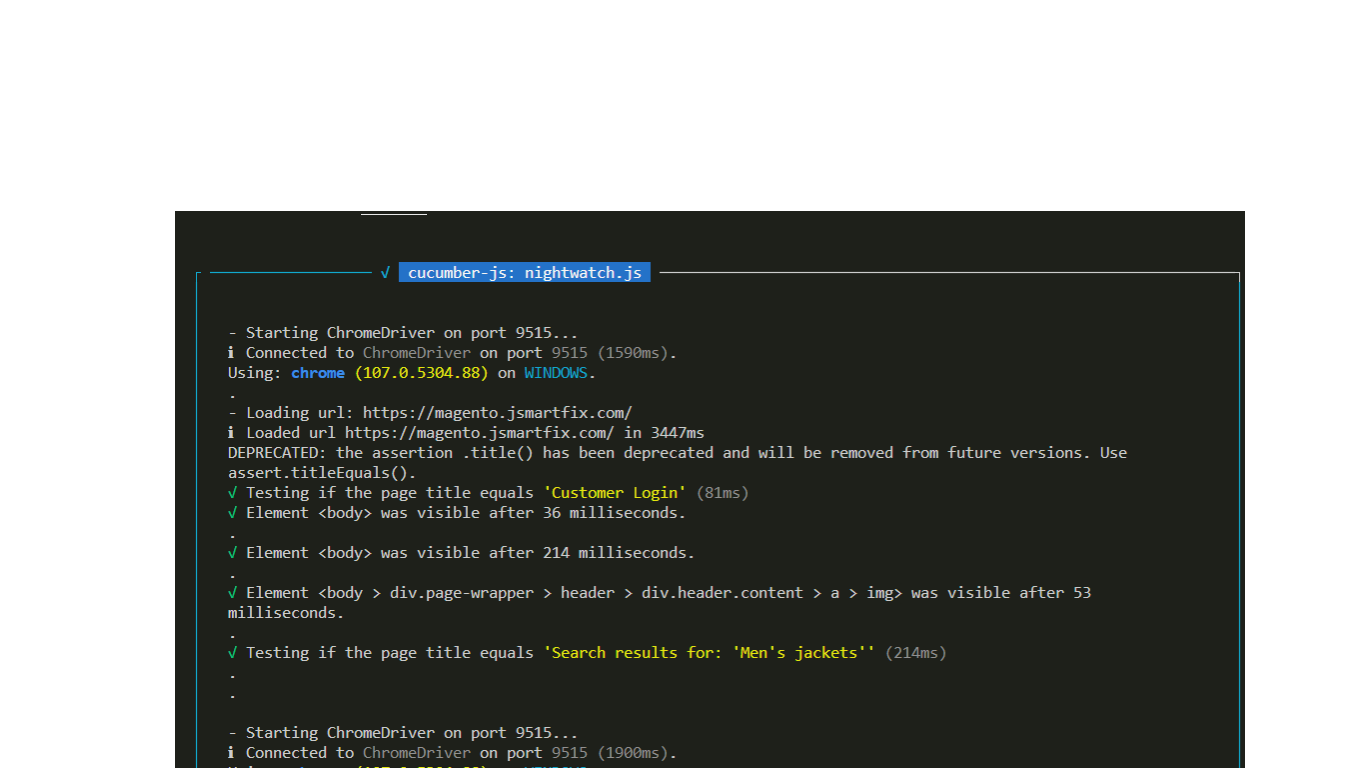 √ cucumber-js: nightwatch.js
- Starting ChromeDriver on port 9515...
ℹ Connected to ChromeDriver on port 9515 (1590ms).
Using: chrome (107.0.5304.88) on WINDOWS.
.
- Loading url: https://magento.jsmartfix.com/
ℹ Loaded url https://magento.jsmartfix.com/ in 3447ms
DEPRECATED: the assertion .title() has been deprecated and will be removed from future versions. Use
assert.titleEquals().
√ Testing if the page title equals 'Customer Login' (81ms)
√ Element <body> was visible after 36 milliseconds.
.
√ Element <body> was visible after 214 milliseconds.
.
√ Element <body > div.page-wrapper > header > div.header.content > a > img> was visible after 53
milliseconds.
.
√ Testing if the page title equals 'Search results for: 'Men's jackets'' (214ms)
.
.
- Starting ChromeDriver on port 9515...
ℹ Connected to ChromeDriver on port 9515 (1900ms).